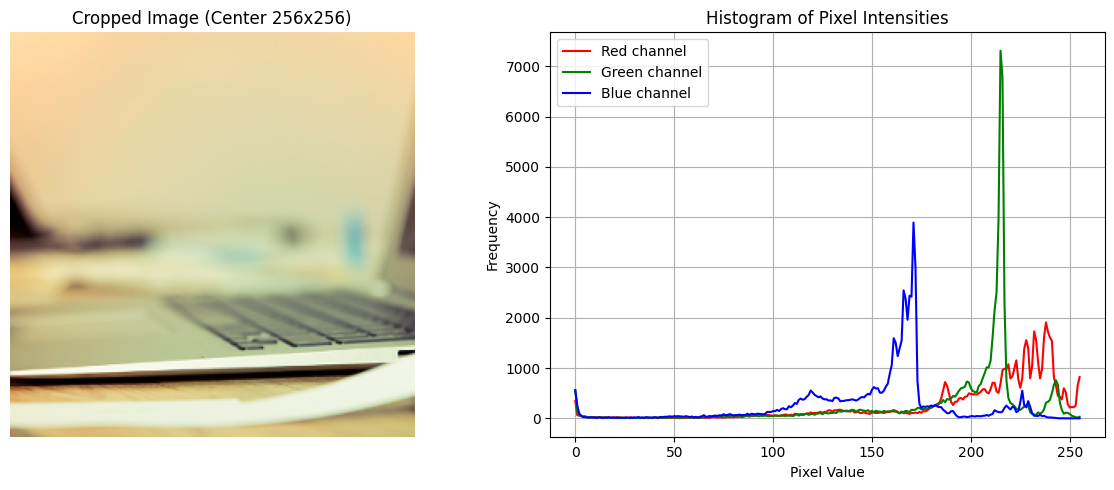 Cropped Image (Center 256x256)
Histogram of Pixel Intensities
Red channel
Green channel
Blue channel
Frequency
7000
6000
5000
4000
3000
2000
1000
0
0
50
100
150
200
250
Pixel Value